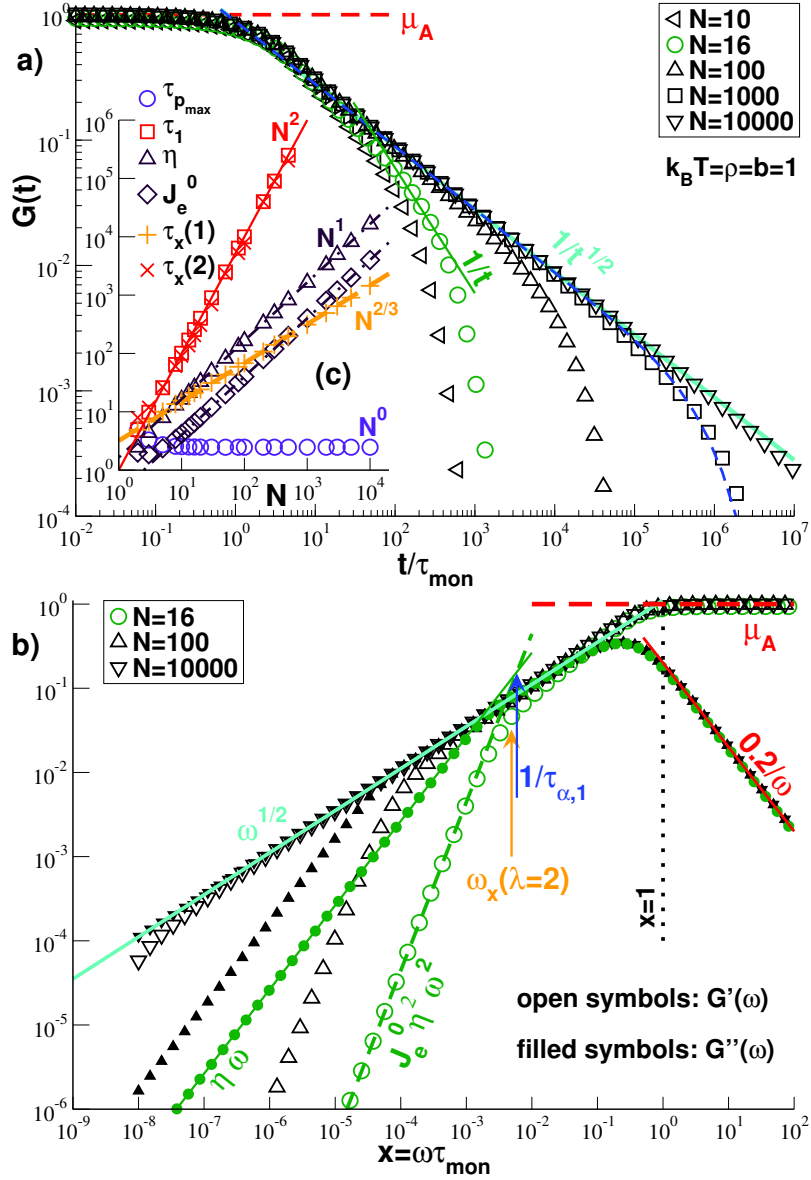 a)
G(t)
10^0
10^-1
10^-2
10^-3
10^-4
μ_A
N=10
N=16
N=100
N=1000
N=10000
k_BT=ρ=b=1
1/t
1/t^1/2
τ_p_max
τ_1
η
J_e^0
τ_x(1)
τ_x(2)
N^2
N^1
N^2/3
N^0
(c)
10^6
10^5
10^4
10^3
10^2
10^1
10^0
10^0 10^1 10^2 10^3 10^4
N
10^-2 10^-1 10^0 10^1 10^2 10^3 10^4 10^5 10^6 10^7
t/τ_mon
b)
N=16
N=100
N=10000
10^0
10^-1
10^-2
10^-3
10^-4
10^-5
10^-6
μ_A
0.2/ω
ω^1/2
1/τ_α,1
ω_x(λ=2)
x=1
η ω
J_e^0 η^2 ω^2
open symbols: G'(ω)
filled symbols: G''(ω)
10^-9 10^-8 10^-7 10^-6 10^-5 10^-4 10^-3 10^-2 10^-1 10^0 10^1 10^2
x=ωτ_mon